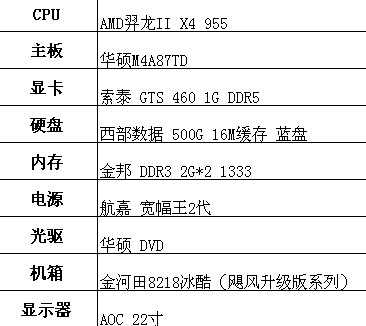 CPU AMD羿龙II X4 955
主板 华硕M4A87TD
显卡 索泰 GTS 460 1G DDR5
硬盘 西部数据 500G 16M缓存 蓝盘
内存 金邦 DDR3 2G*2 1333
电源 航嘉 宽幅王2代
光驱 华硕 DVD
机箱 金河田8218冰酷（飓风升级版系列）
显示器 AOC 22寸